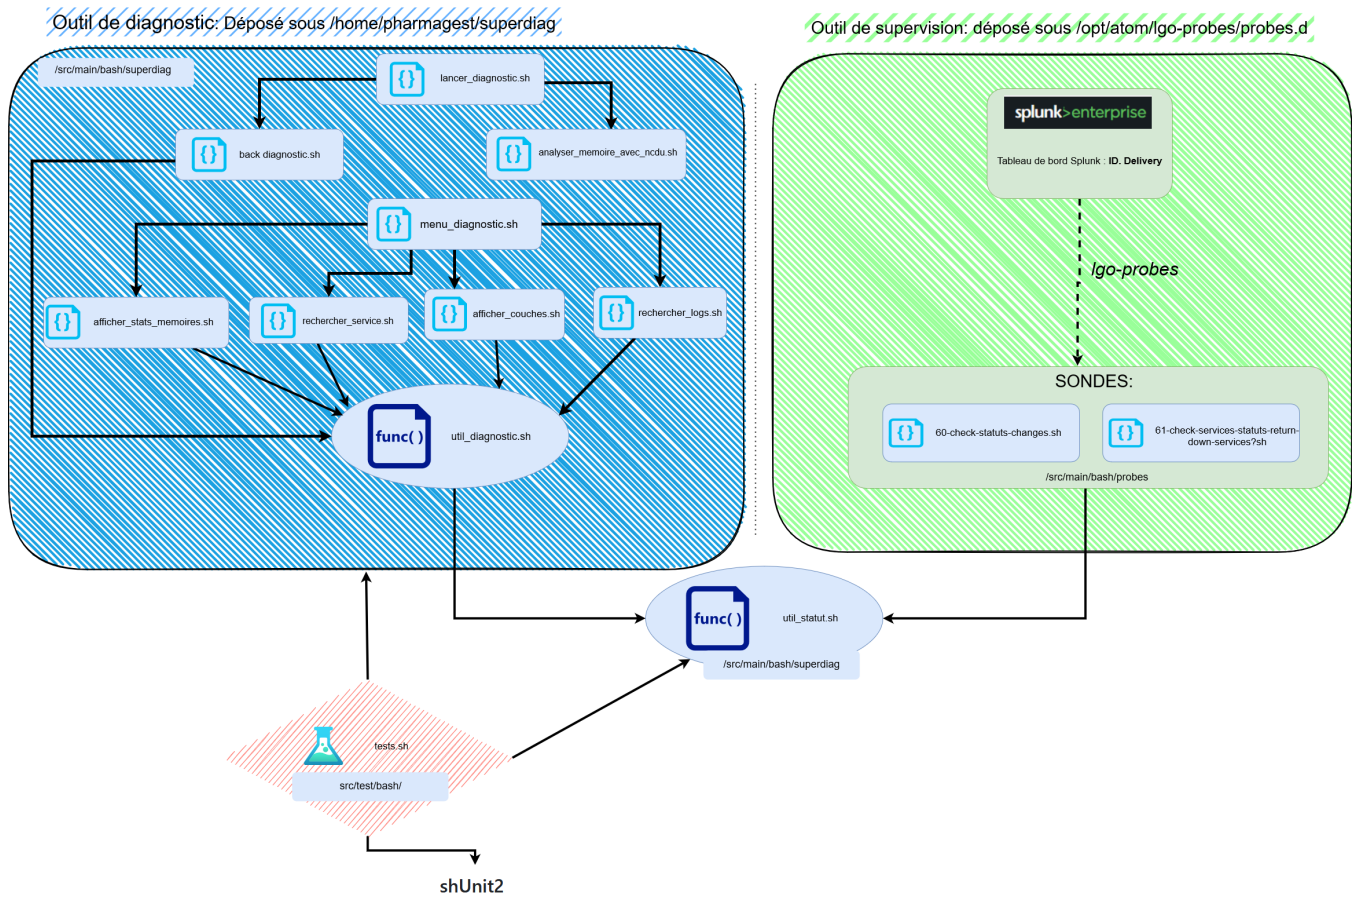 Outil de diagnostic: Déposé sous /home/pharmagest/superdiag
Outil de supervision: déposé sous /opt/atom/lgo-probes/probes.d
/src/main/bash/superdiag
{}
lancer_diagnostic.sh
{}
back diagnostic.sh
{}
analyser_memoire_avec_ncdu.sh
{}
menu_diagnostic.sh
{}
afficher_stats_memoires.sh
{}
rechercher_service.sh
{}
afficher_couches.sh
{}
rechercher_logs.sh
func()
util_diagnostic.sh
splunk>enterprise
Tableau de bord Splunk : ID. Delivery
lgo-probes
SONDES:
{}
60-check-statuts-changes.sh
{}
61-check-services-statuts-return-
down-services?sh
/src/main/bash/probes
func()
util_statut.sh
/src/main/bash/superdiag
tests.sh
src/test/bash/
shUnit2